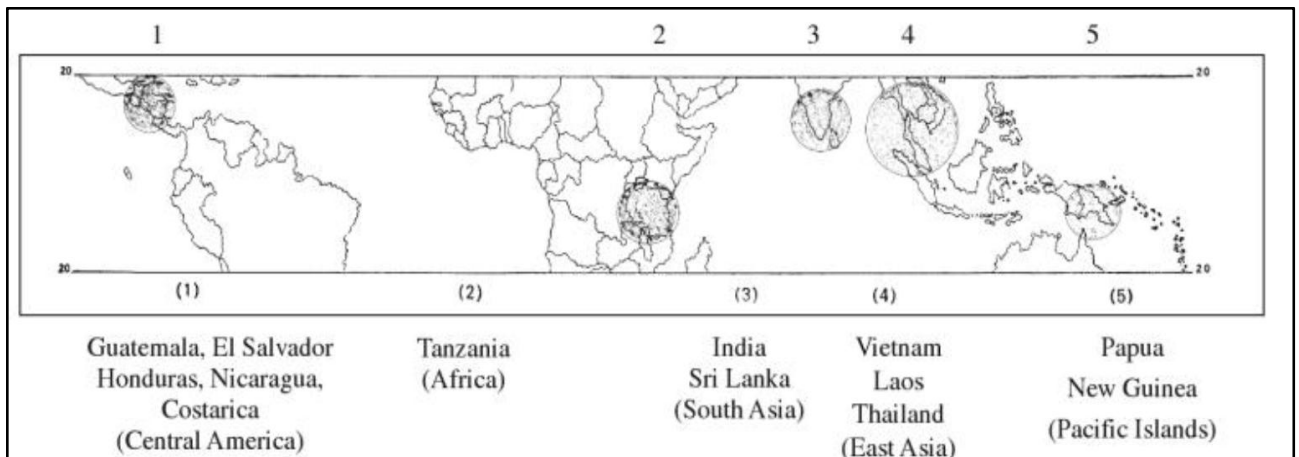 1 2 3 4 5
20 20
20 20
(1) (2) (3) (4) (5)
Guatemala, El Salvador
Honduras, Nicaragua,
Costarica
(Central America)
Tanzania
(Africa)
India
Sri Lanka
(South Asia)
Vietnam
Laos
Thailand
(East Asia)
Papua
New Guinea
(Pacific Islands)